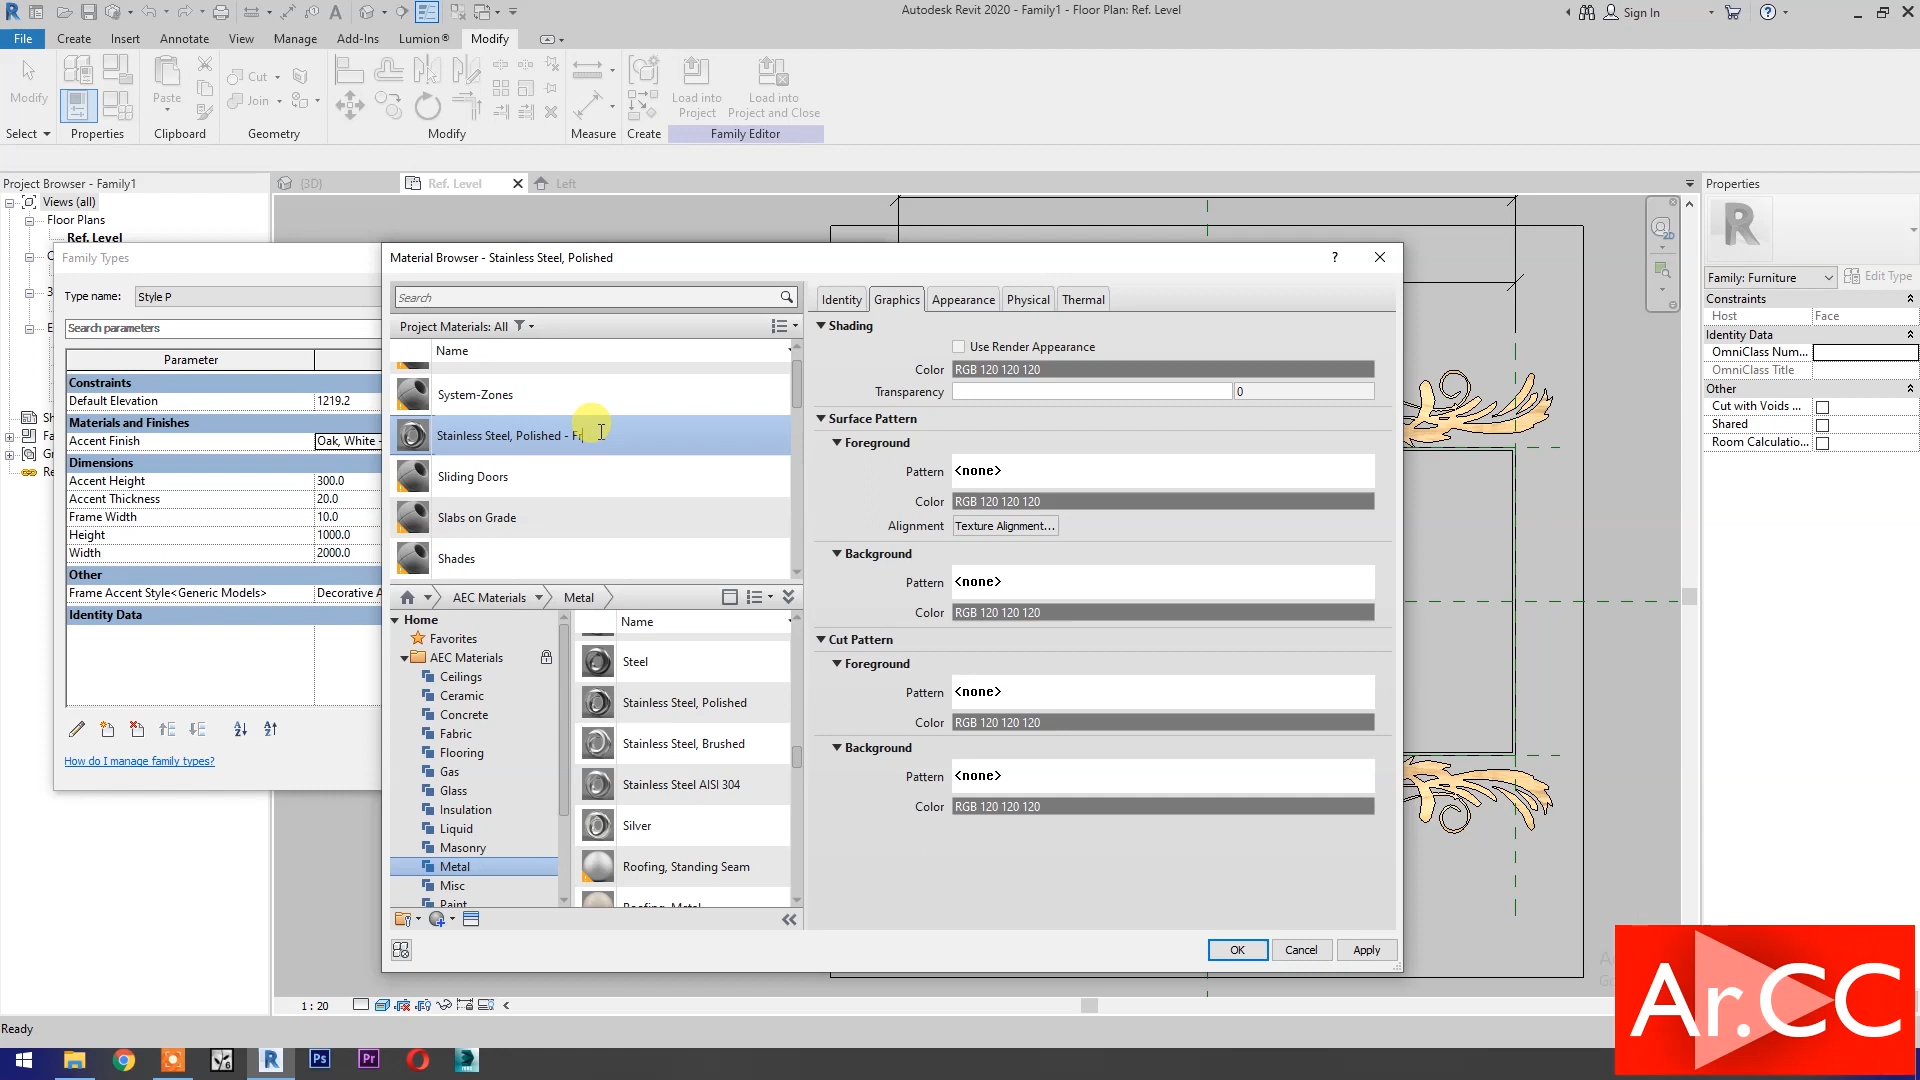 Autodesk Revit 2020 - Family1 - Floor Plan: Ref. Level
Sign In
File Create Insert Annotate View Manage Add-Ins Lumion® Modify
Modify
Paste
Cut
Join
Load into Project
Load into Project and Close
Select Properties Clipboard Geometry Modify Measure Create Family Editor
Project Browser - Family1
{3D}
Ref. Level
Left
Properties
Views (all)
Floor Plans
Ref. Level
Family Types
Type name: Style P
Search parameters
Parameter
Constraints
Default Elevation 1219.2
Materials and Finishes
Accent Finish Oak, White -
Dimensions
Accent Height 300.0
Accent Thickness 20.0
Frame Width 10.0
Height 1000.0
Width 2000.0
Other
Frame Accent Style<Generic Models> Decorative A
Identity Data
How do I manage family types?
Material Browser - Stainless Steel, Polished
?
Search
Project Materials: All
Name
System-Zones
Stainless Steel, Polished - Fr
Sliding Doors
Slabs on Grade
Shades
AEC Materials
Metal
Home
Favorites
AEC Materials
Ceilings
Ceramic
Concrete
Fabric
Flooring
Gas
Glass
Insulation
Liquid
Masonry
Metal
Misc
Paint
Name
Steel
Stainless Steel, Polished
Stainless Steel, Brushed
Stainless Steel AISI 304
Silver
Roofing, Standing Seam
Roofing, Metal
Identity Graphics Appearance Physical Thermal
Shading
Use Render Appearance
Color RGB 120 120 120
Transparency 0
Surface Pattern
Foreground
Pattern <none>
Color RGB 120 120 120
Alignment Texture Alignment...
Background
Pattern <none>
Color RGB 120 120 120
Cut Pattern
Foreground
Pattern <none>
Color RGB 120 120 120
Background
Pattern <none>
Color RGB 120 120 120
OK Cancel Apply
2D
R
Family: Furniture Edit Type
Constraints
Host Face
Identity Data
OmniClass Num...
OmniClass Title
Other
Cut with Voids ...
Shared
Room Calculatio...
1 : 20
Ready
Ar.CC